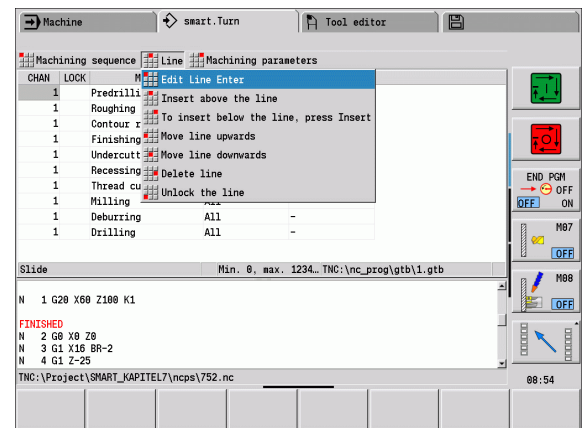 Machine
smart.Turn
Tool editor
Machining sequence Line Machining parameters
CHAN LOCK M
Edit Line Enter
Insert above the line
To insert below the line, press Insert
Move line upwards
Move line downwards
Delete line
Unlock the line
1 Predrilli
1 Roughing
1 Contour r
1 Finishing
1 Undercutt
1 Recessing
1 Thread cu
1 Milling All
1 Deburring All -
1 Drilling All -
Slide Min. 0, max. 1234… TNC:\nc_prog\gtb\1.gtb
N 1 G20 X60 Z100 K1
FINISHED
N 2 G0 X0 Z0
N 3 G1 X16 BR-2
N 4 G1 Z-25
TNC:\Project\SMART_KAPITEL7\ncps\752.nc
END PGM
OFF
OFF ON
M07
OFF
M08
OFF
08:54